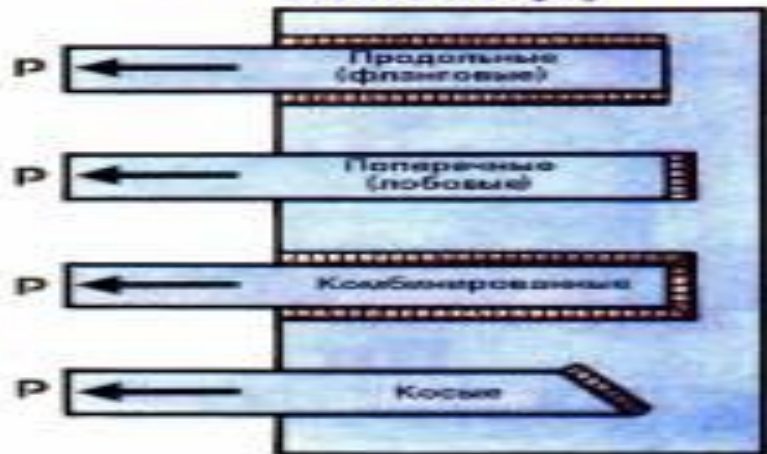 P
Продольные
(фланговые)
P
Поперечные
(лобовые)
P
Комбинированные
P
Косые